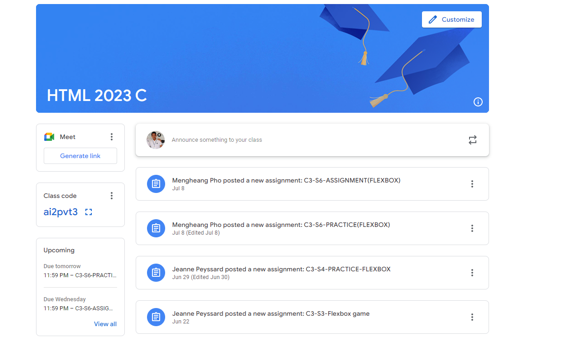 Customize
HTML 2023 C
Meet
Generate link
Class code
ai2pvt3
Upcoming
Due tomorrow
11:59 PM – C3-S6-PRACTI...
Due Wednesday
11:59 PM – C3-S6-ASSIG...
View all
Announce something to your class
Mengheang Pho posted a new assignment: C3-S6-ASSIGNMENT(FLEXBOX)
Jul 8
Mengheang Pho posted a new assignment: C3-S6-PRACTICE(FLEXBOX)
Jul 8 (Edited Jul 8)
Jeanne Peyssard posted a new assignment: C3-S4-PRACTICE-FLEXBOX
Jun 29 (Edited Jun 30)
Jeanne Peyssard posted a new assignment: C3-S3-Flexbox game
Jun 22